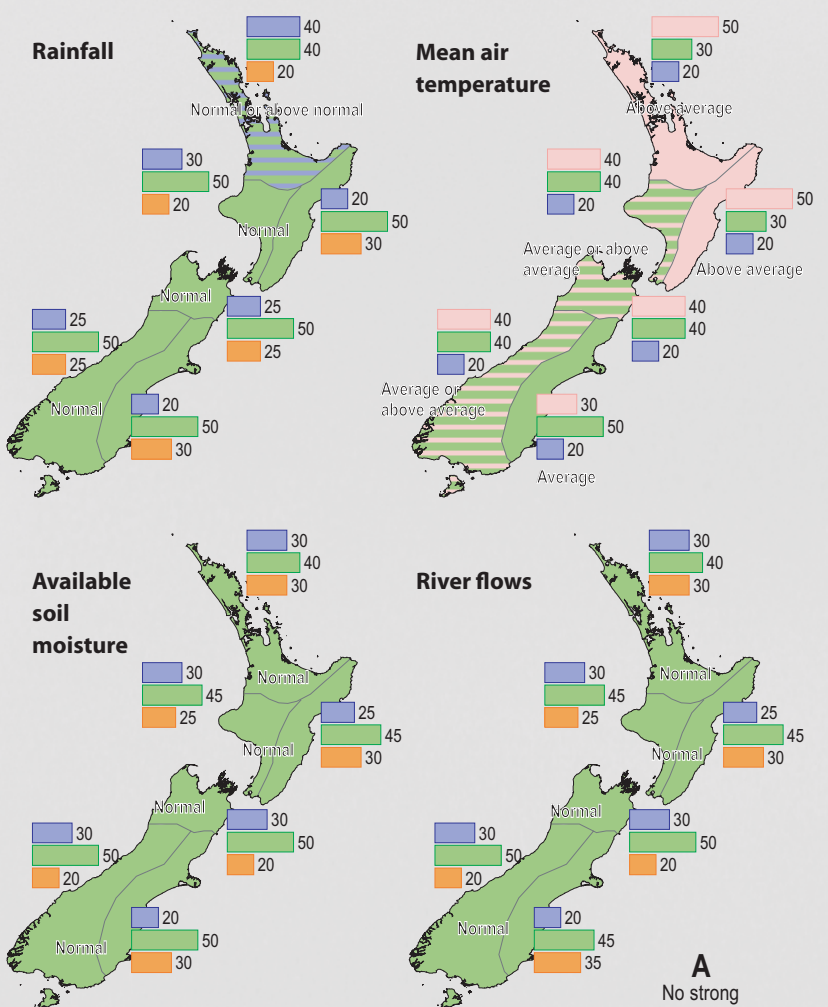 Rainfall
40
40
20
Normal or above normal
30
50
20
20
50
30
Normal
Normal
25
50
25
25
50
25
Normal
20
50
30
Mean air
temperature
50
30
20
Above average
40
40
20
50
30
20
Above average
Average or above
average
40
40
20
40
40
20
Average or
above average
30
50
20
Average
Available
soil
moisture
30
40
30
Normal
30
45
25
25
45
30
Normal
Normal
30
50
20
30
50
20
Normal
20
50
30
River flows
30
40
30
Normal
30
45
25
25
45
30
Normal
Normal
30
50
20
30
50
20
Normal
20
45
35
A
No strong